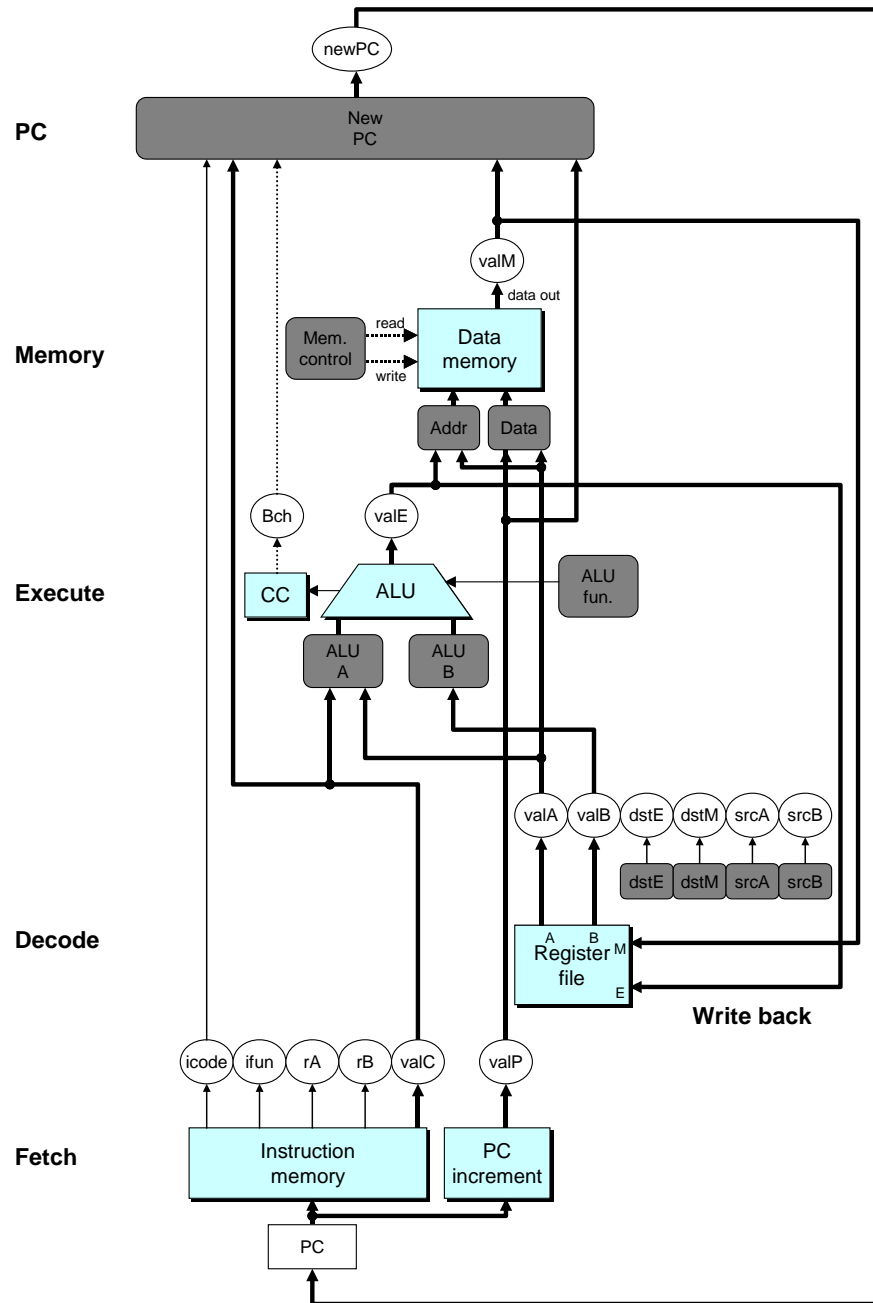 newPC
New
PC
PC
valM
data out
read
Mem.
control
Data
memory
Memory
write
Addr
Data
Bch
valE
CC
ALU
ALU
fun.
Execute
ALU
A
ALU
B
valA
valB
dstE
dstM
srcA
srcB
dstE
dstM
srcA
srcB
Decode
A
B
M
Register
file
E
Write back
icode
ifun
rA
rB
valC
valP
Fetch
Instruction
memory
PC
increment
PC